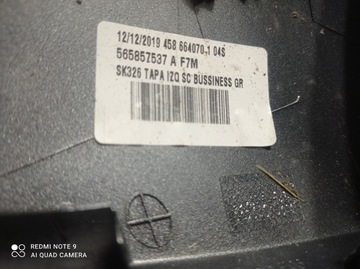 12/12/2019 458 664070.1 04S
565857537 A F7M
SK326 TAPA IZQ SC BUSSINESS GR
REDMI NOTE 9
AI QUAD CAMERA